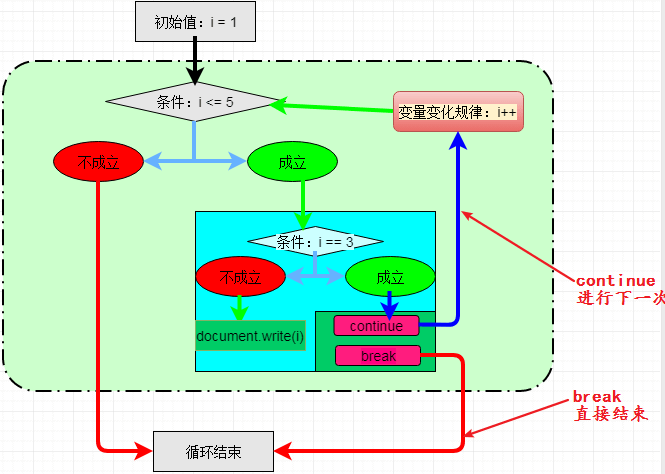 初始值：i = 1
条件：i <= 5
变量变化规律：i++
不成立
成立
条件：i == 3
不成立
成立
continue
进行下一次
document.write(i)
continue
break
break
直接结束
循环结束